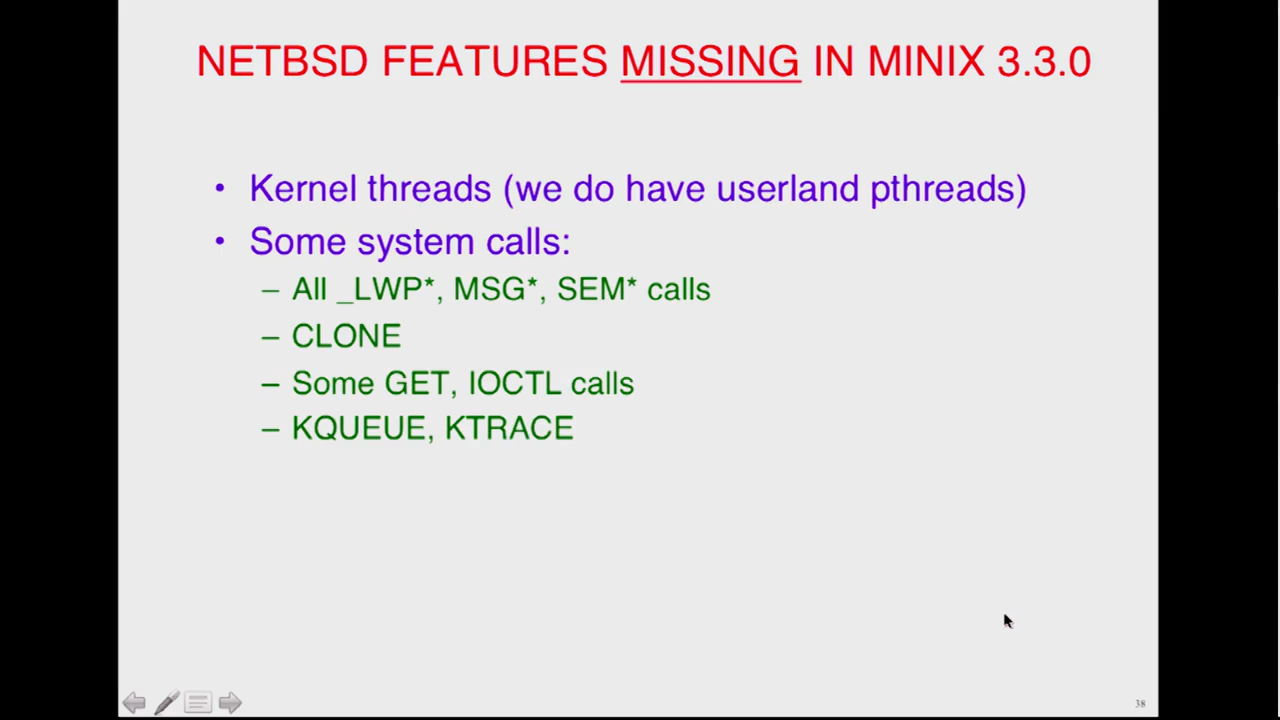 NETBSD FEATURES MISSING IN MINIX 3.3.0
• Kernel threads (we do have userland pthreads)
• Some system calls:
– All _LWP*, MSG*, SEM* calls
– CLONE
– Some GET, IOCTL calls
– KQUEUE, KTRACE
38